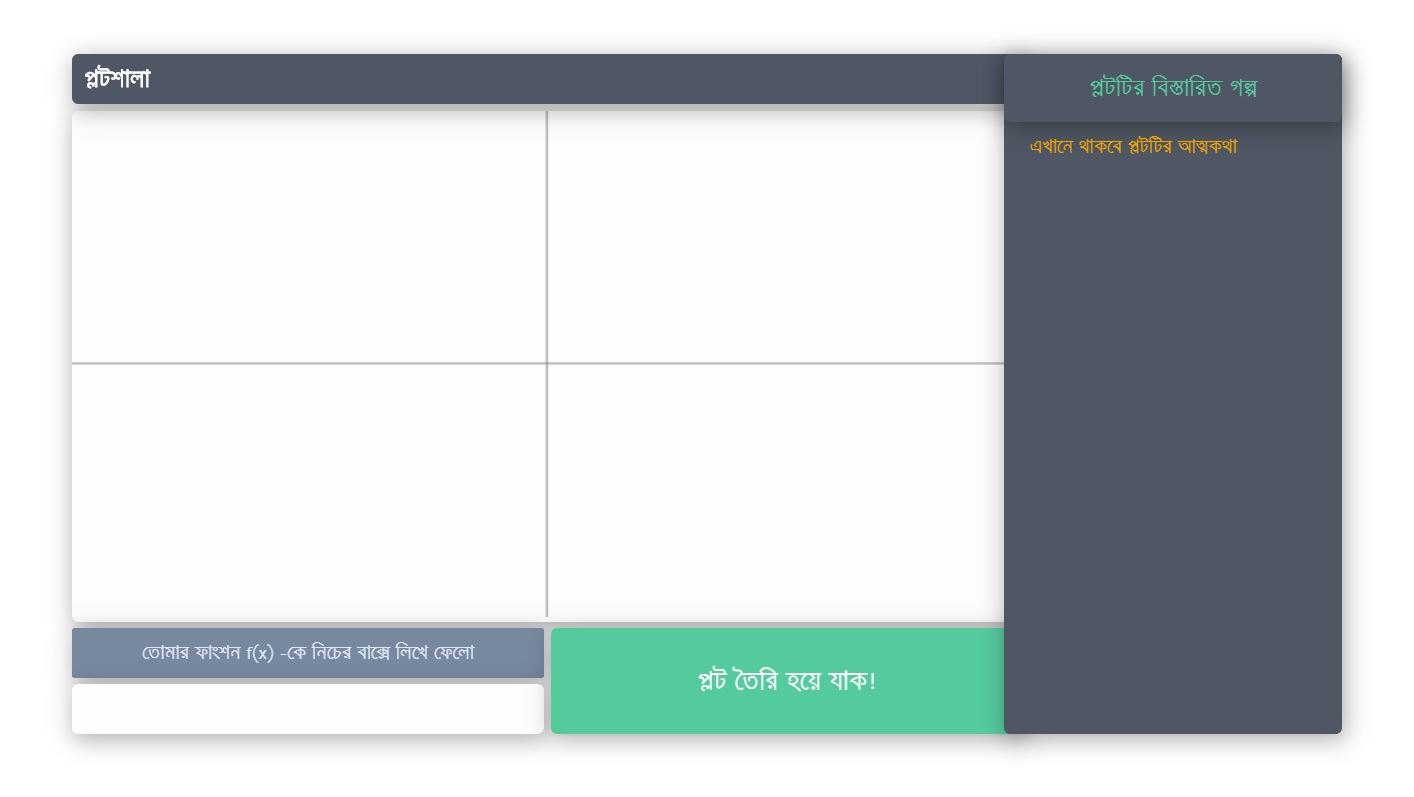 প্লটশালা
প্লটটির বিস্তারিত গল্প
এখানে থাকবে প্লটটির আত্মকথা
তোমার ফাংশন f(x) -কে নিচের বাক্সে লিখে ফেলো
প্লট তৈরি হয়ে যাক!